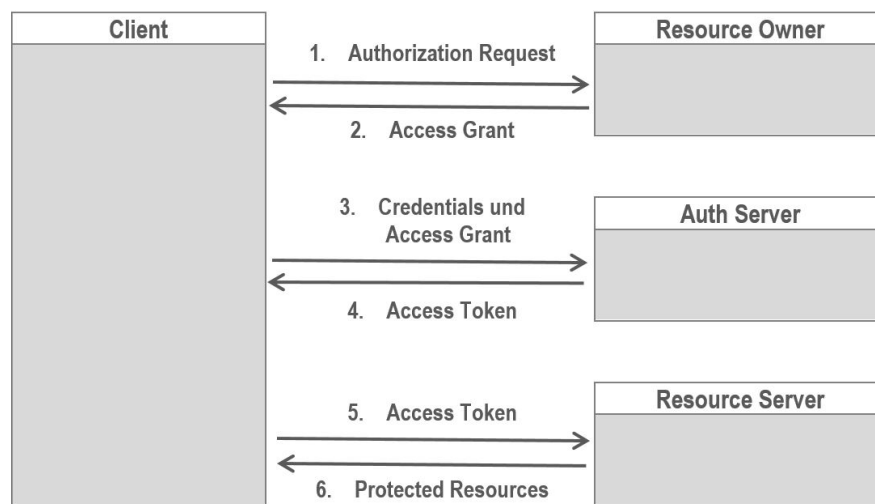 Client
Resource Owner
1. Authorization Request
2. Access Grant
3. Credentials und
Access Grant
Auth Server
4. Access Token
Resource Server
5. Access Token
6. Protected Resources